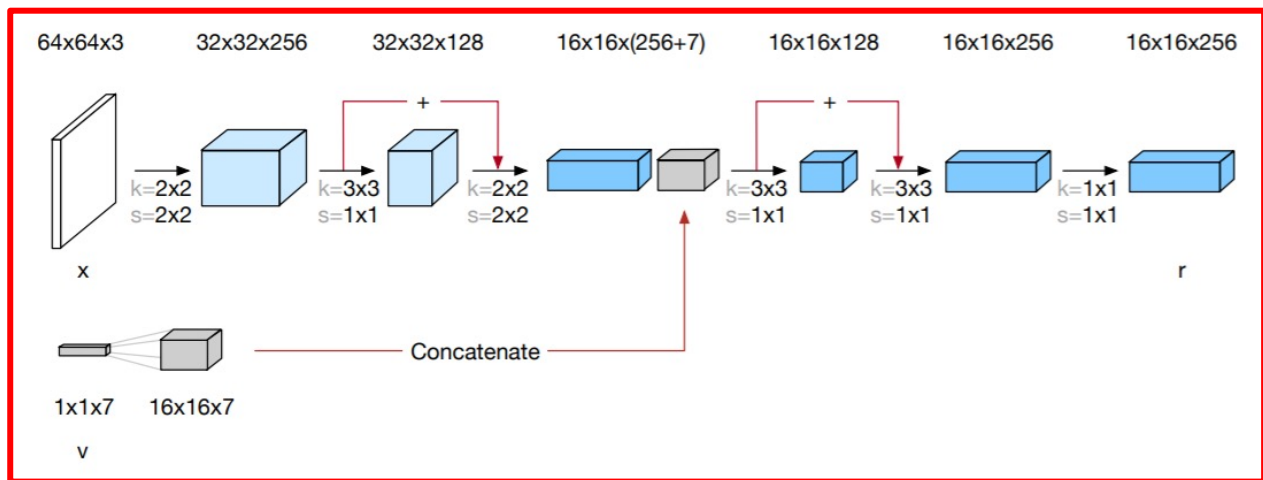 64x64x3 32x32x256 32x32x128 16x16x(256+7) 16x16x128 16x16x256 16x16x256
+ +
k=2x2 k=3x3 k=2x2 k=3x3 k=3x3 k=1x1
s=2x2 s=1x1 s=2x2 s=1x1 s=1x1 s=1x1
x r
Concatenate
1x1x7 16x16x7
v